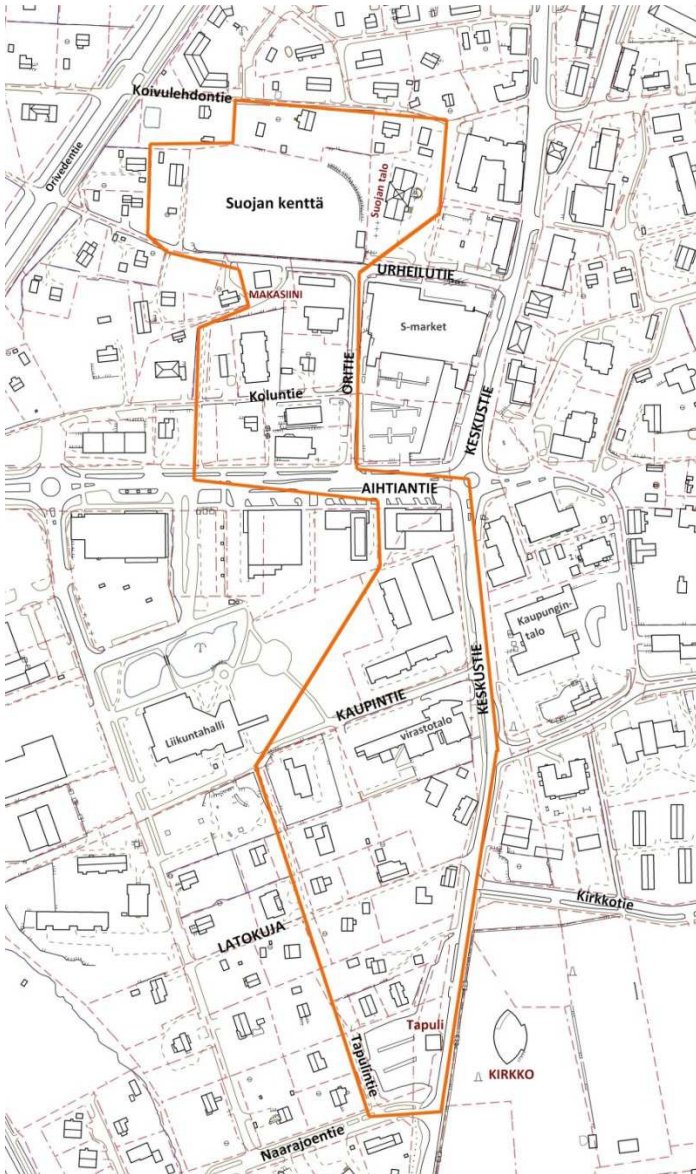 Koivulehdontie
Orivedentie
Suojan kenttä
Suojan talo
URHEILUTIE
MAKASIINI
S-market
ORITIE
Koluntie
KESKUSTIE
AIHTIANTIE
Kaupungin-
talo
KESKUSTIE
KAUPINTIE
virastotalo
Liikuntahalli
Kirkkotie
LATOKUJA
Tapuli
Tapulintie
KIRKKO
Naarajoentie